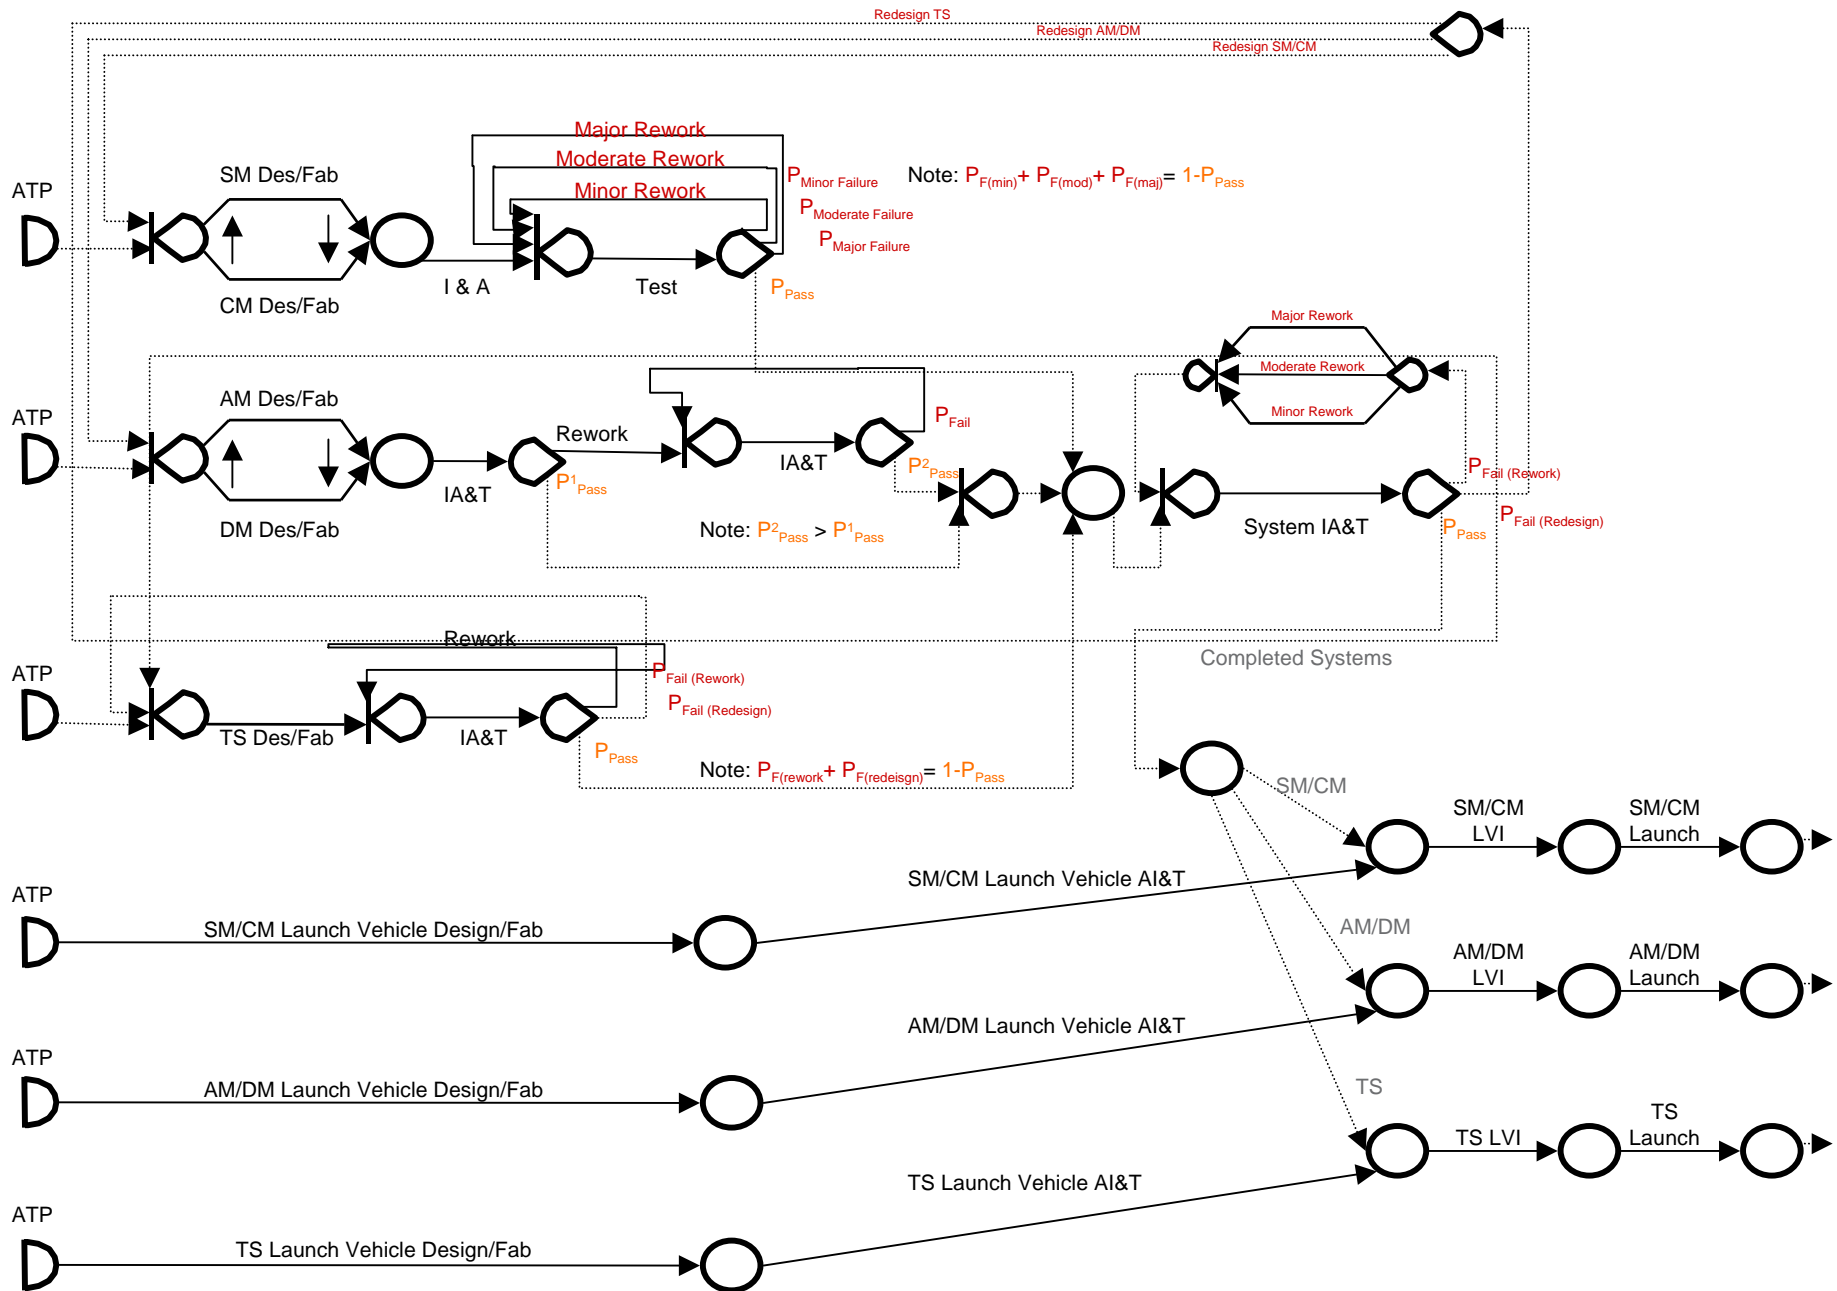 Redesign TS
Redesign AM/DM
Redesign SM/CM
Major Rework
Moderate Rework
Minor Rework
ATP
SM Des/Fab
CM Des/Fab
I & A
Test
PMinor Failure
PModerate Failure
PMajor Failure
PPass
Note: PF(min)+ PF(mod)+ PF(maj)= 1-PPass
Major Rework
Moderate Rework
Minor Rework
ATP
AM Des/Fab
DM Des/Fab
IA&T
Rework
P1Pass
IA&T
PFail
P2Pass
Note: P2Pass > P1Pass
System IA&T
PFail (Rework)
PFail (Redesign)
PPass
Rework
ATP
TS Des/Fab
IA&T
PFail (Rework)
PFail (Redesign)
PPass
Note: PF(rework+ PF(redeisgn)= 1-PPass
Completed Systems
SM/CM
AM/DM
TS
ATP
SM/CM Launch Vehicle Design/Fab
SM/CM Launch Vehicle AI&T
SM/CM
LVI
SM/CM
Launch
ATP
AM/DM Launch Vehicle Design/Fab
AM/DM Launch Vehicle AI&T
AM/DM
LVI
AM/DM
Launch
ATP
TS Launch Vehicle Design/Fab
TS Launch Vehicle AI&T
TS LVI
TS
Launch